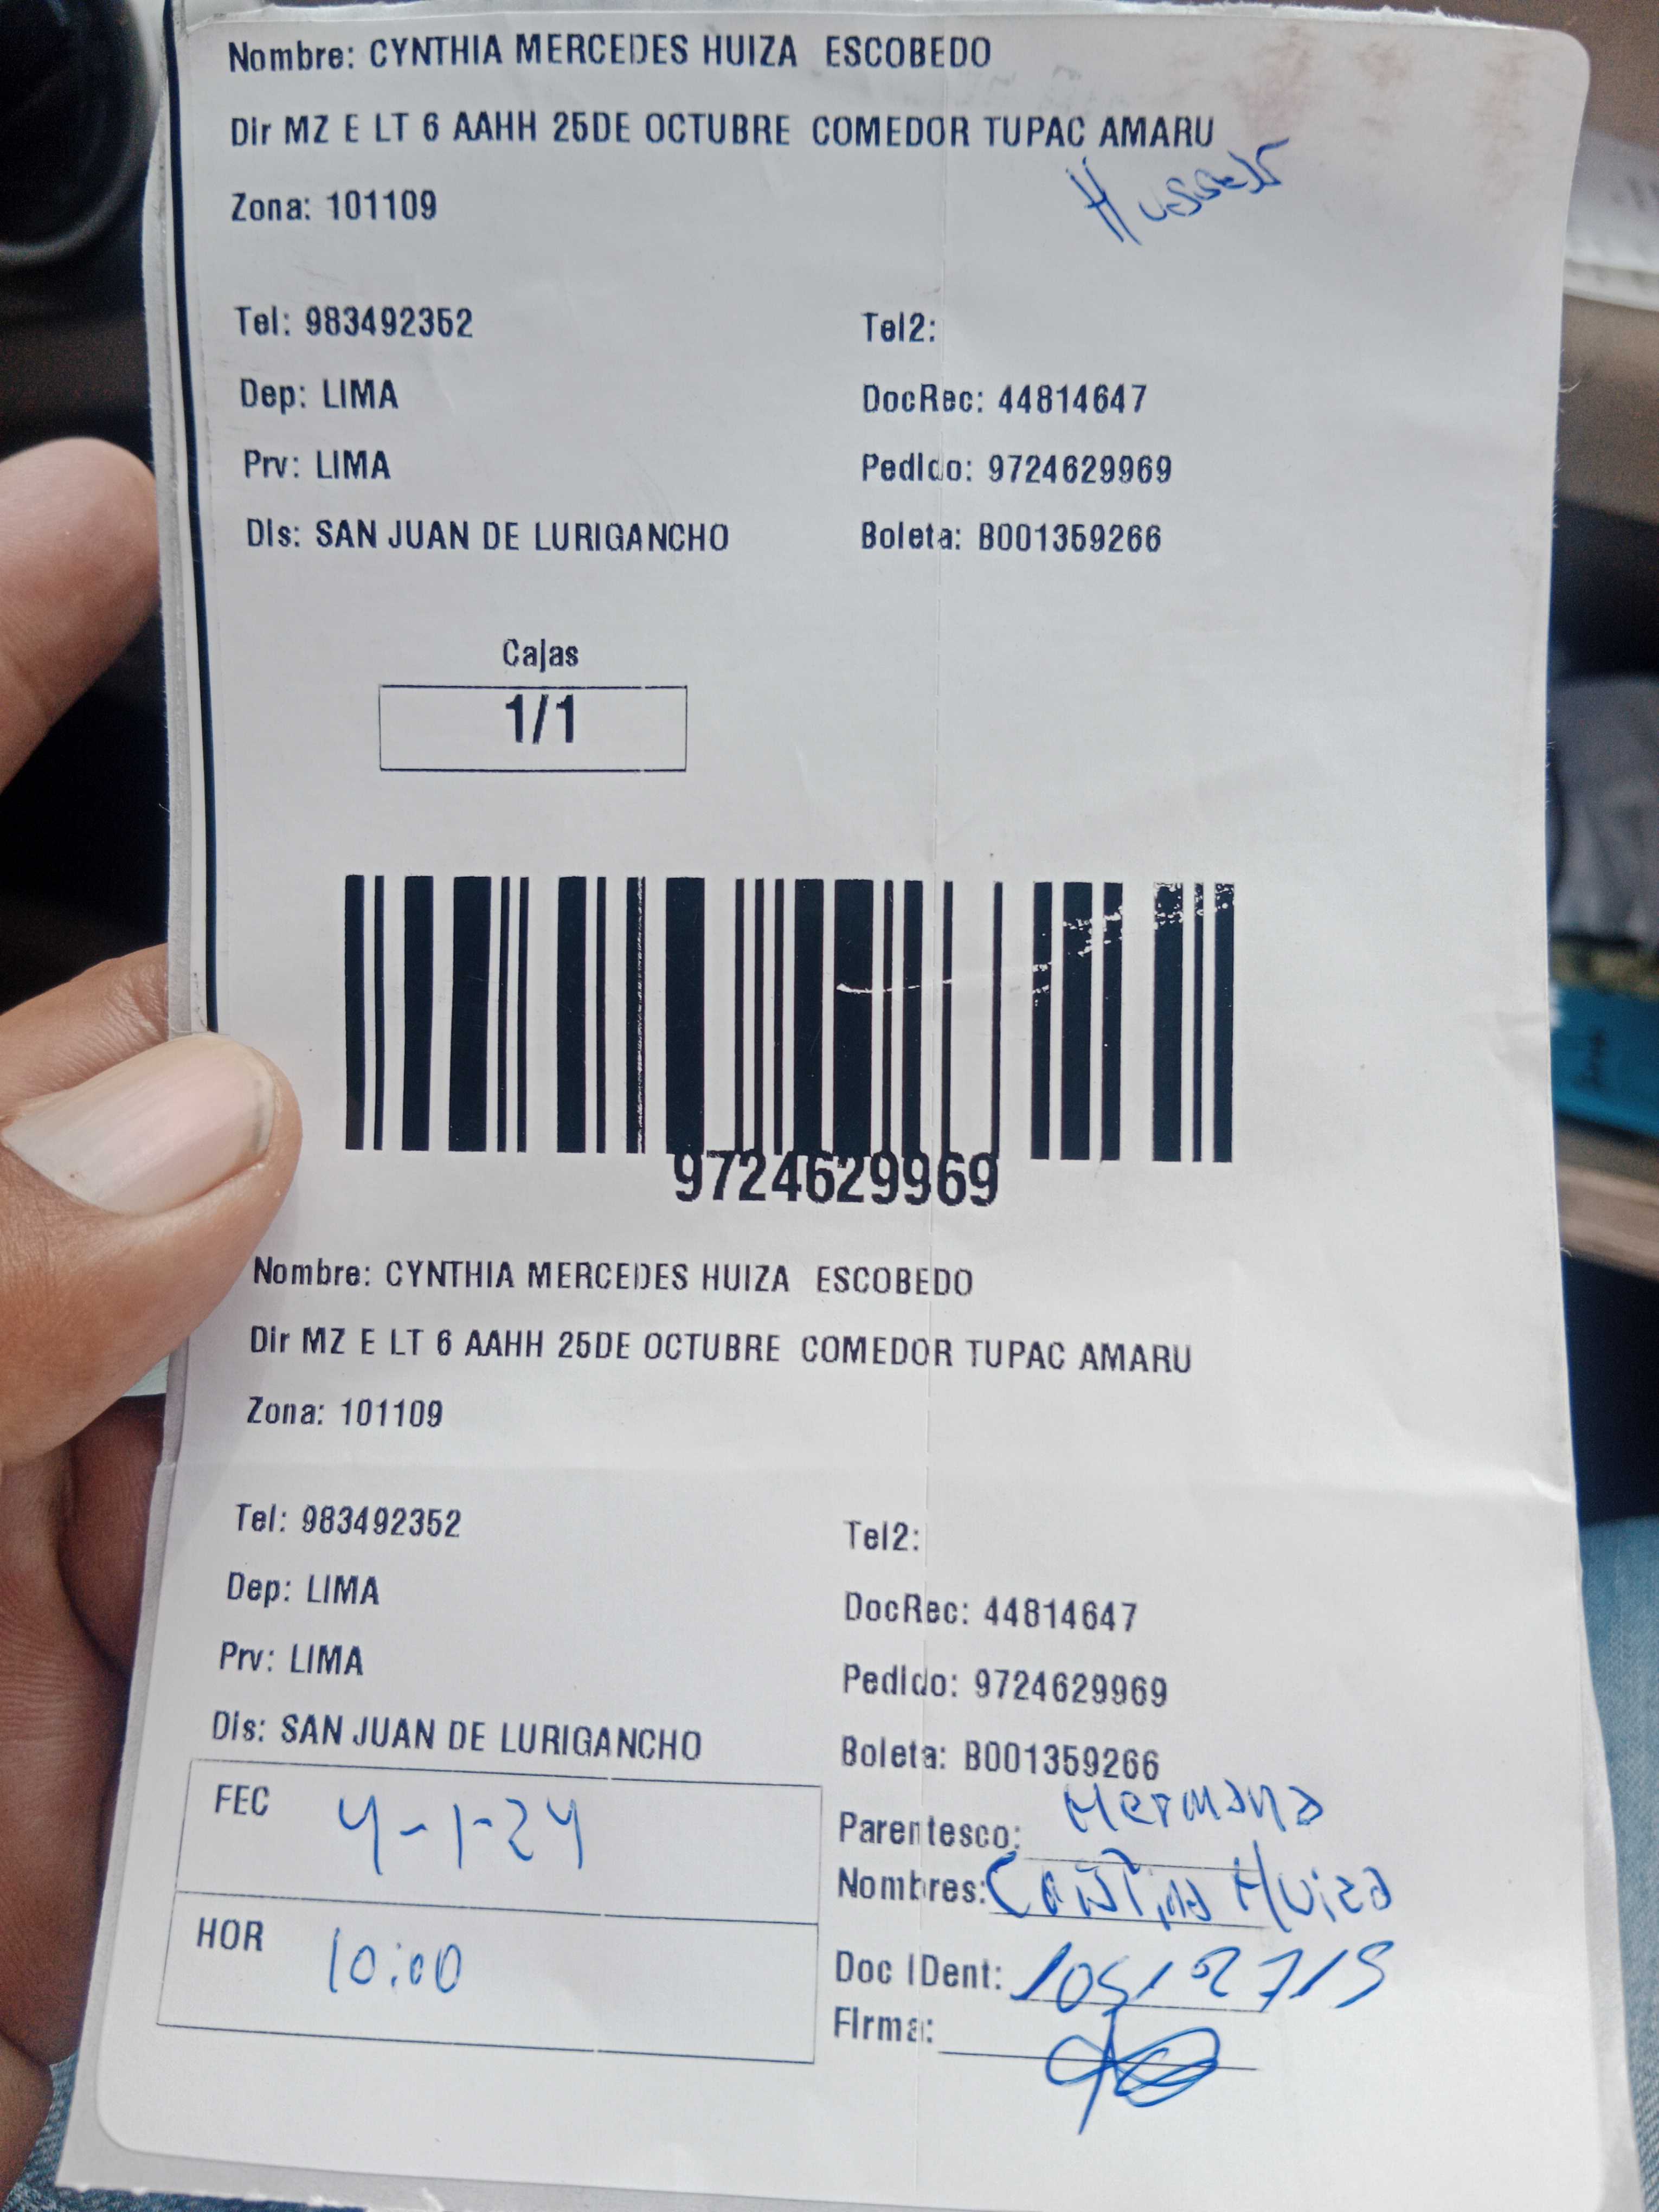 Nombre: CYNTHIA MERCEDES HUIZA ESCOBEDO
Dir MZ E LT 6 AAHH 25DE OCTUBRE COMEDOR TUPAC AMARU
Zona: 101109
Tel: 983492352 Tel2:
Dep: LIMA DocRec: 44814647
Prv: LIMA Pedido: 9724629969
Dis: SAN JUAN DE LURIGANCHO Boleta: B001359266
Cajas
1/1
9724629969
Nombre: CYNTHIA MERCEDES HUIZA ESCOBEDO
Dir MZ E LT 6 AAHH 25DE OCTUBRE COMEDOR TUPAC AMARU
Zona: 101109
Tel: 983492352 Tel2:
Dep: LIMA DocRec: 44814647
Prv: LIMA Pedido: 9724629969
Dis: SAN JUAN DE LURIGANCHO Boleta: B001359266
FEC 4-1-24 Parentesco: Hermana
Nombres: Huiza
HOR 10:00 Doc IDent:
Firma: